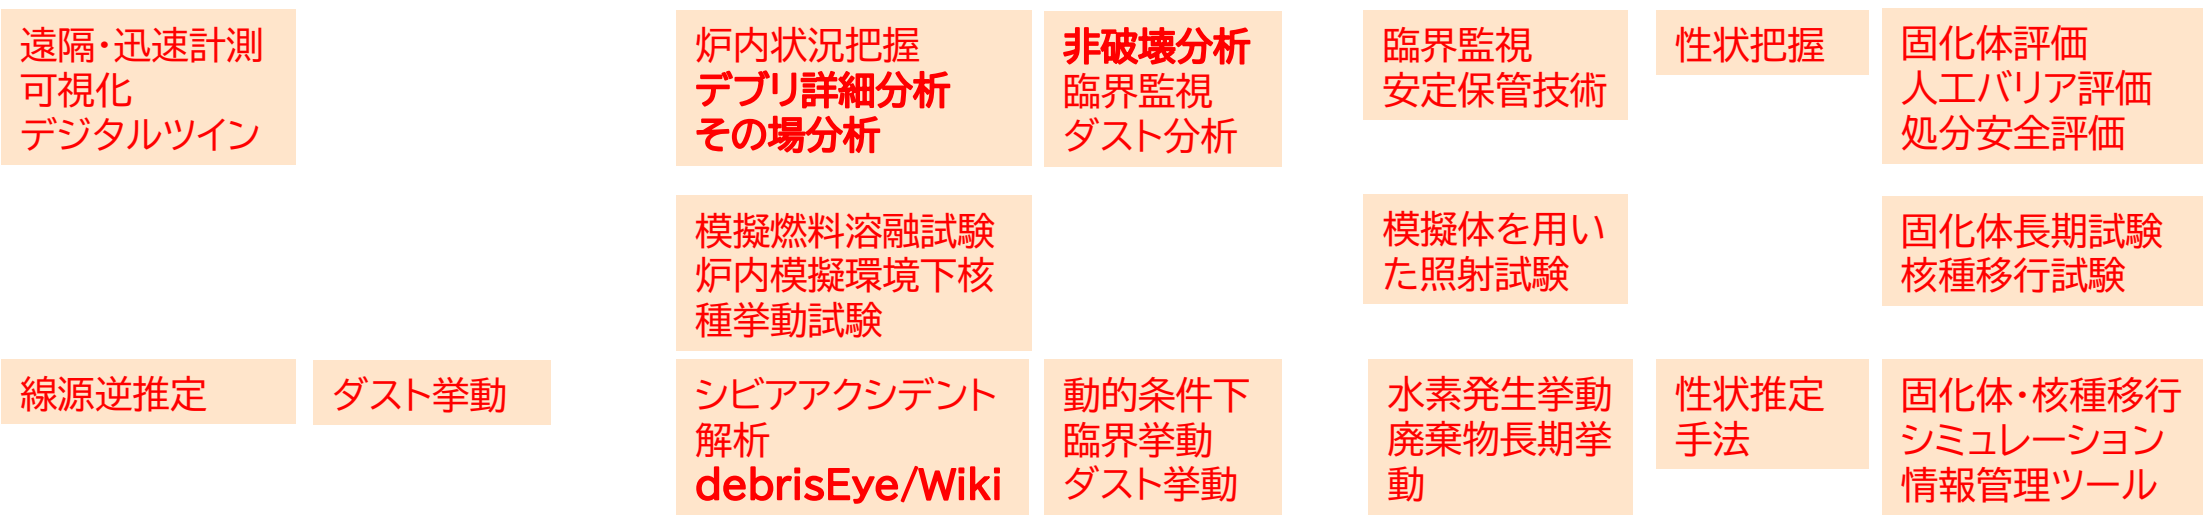 遠隔・迅速計測
可視化
デジタルツイン
炉内状況把握
デブリ詳細分析
その場分析
非破壊分析
臨界監視
ダスト分析
臨界監視
安定保管技術
性状把握
固化体評価
人工バリア評価
処分安全評価
模擬燃料溶融試験
炉内模擬環境下核
種挙動試験
模擬体を用い
た照射試験
固化体長期試験
核種移行試験
線源逆推定
ダスト挙動
シビアアクシデント
解析
debrisEye/Wiki
動的条件下
臨界挙動
ダスト挙動
水素発生挙動
廃棄物長期挙
動
性状推定
手法
固化体・核種移行
シミュレーション
情報管理ツール